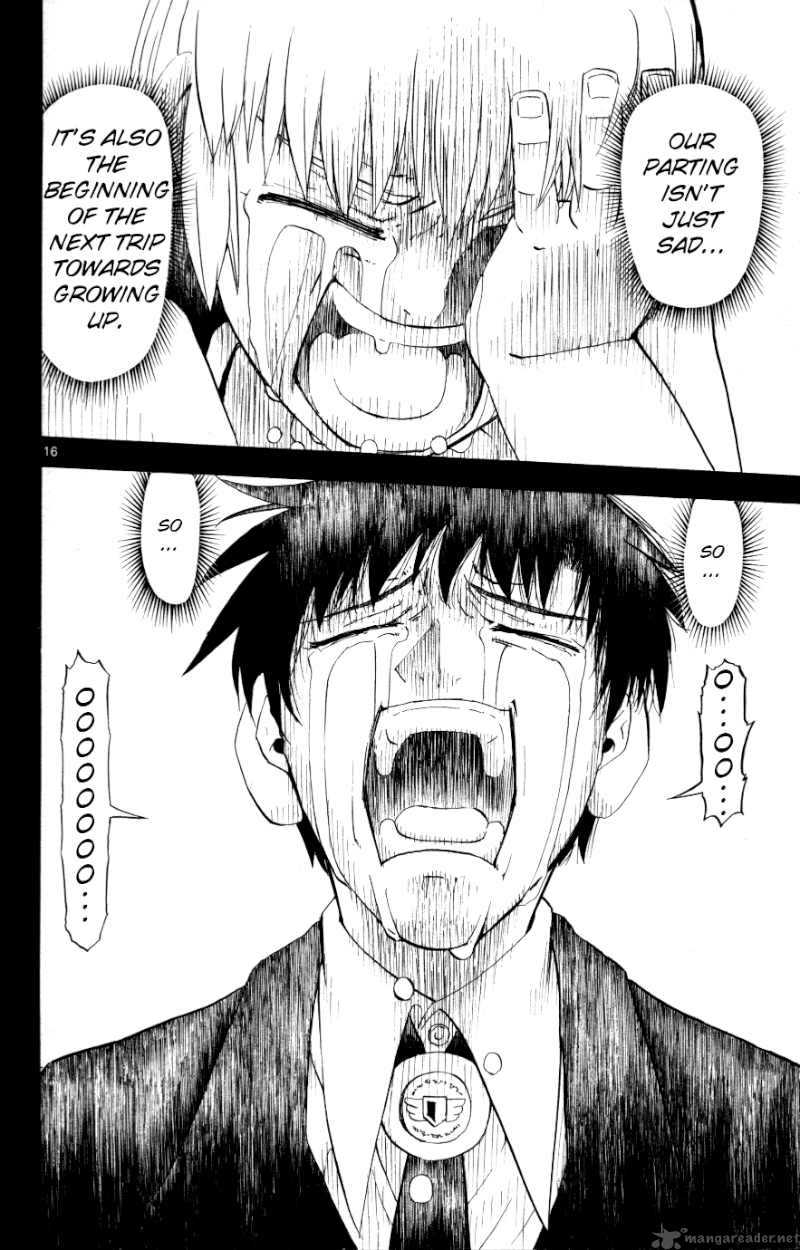 OUR
PARTING
ISN'T
JUST
SAD...
IT'S ALSO
THE
BEGINNING
OF THE
NEXT TRIP
TOWARDS
GROWING
UP.
16
SO
...
SO
...
O...OO...
OOOOOOOO...
mangareader.net